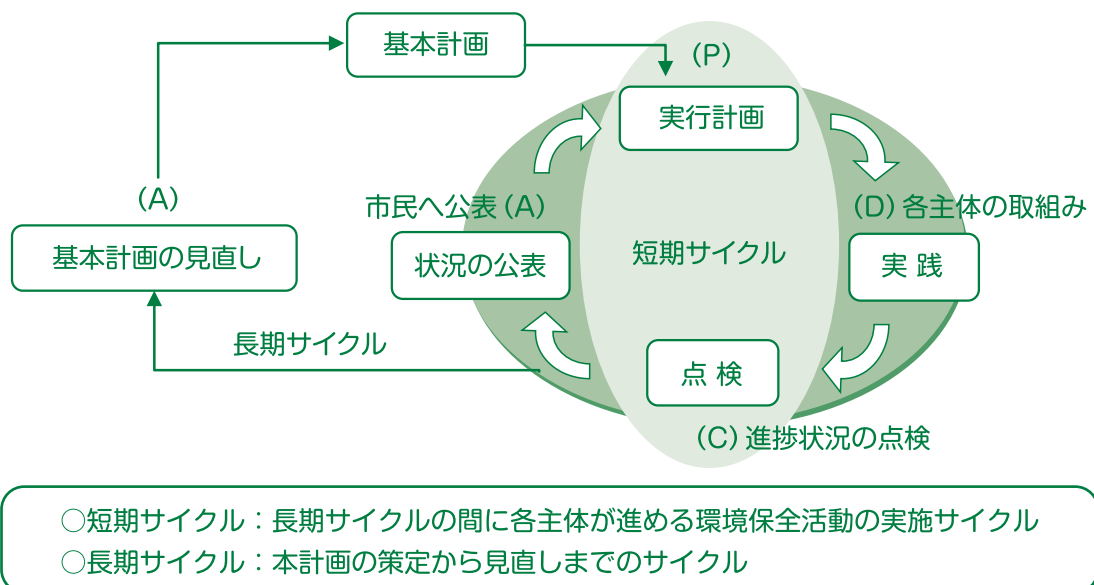 基本計画
（P）
実行計画
（A）
市民へ公表（A）
（D）各主体の取組み
基本計画の見直し
状況の公表
短期サイクル
実 践
長期サイクル
点 検
（C）進捗状況の点検
○短期サイクル：長期サイクルの間に各主体が進める環境保全活動の実施サイクル
○長期サイクル：本計画の策定から見直しまでのサイクル